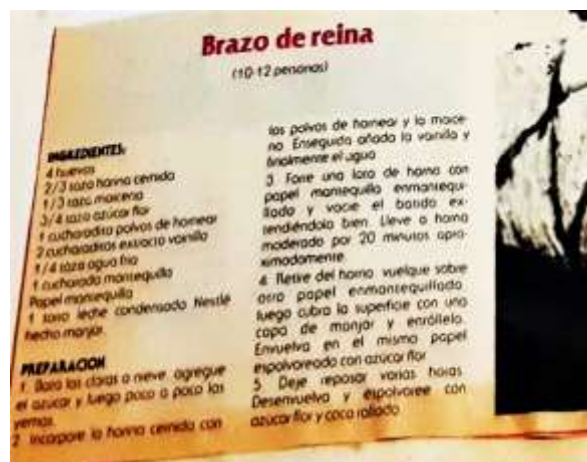 Brazo de reina
(10-12 personas)
INGREDIENTES:
4 huevos
2/3 taza harina cernida
1/3 taza maicena
3/4 taza azúcar flor
1 cucharadita polvos de hornear
2 cucharaditas extracto vainilla
1/4 taza agua fría
1 cucharada mantequilla
Papel mantequilla
1 tarro leche condensada Nestlé
hecho manjar.
PREPARACION
1. Bata las claras a nieve agregue
el azúcar y luego poco a poco las
yemas.
2. Incorpore la harina cernida con
los polvos de hornear y la maice-
na. Enseguida añada la vainilla y
finalmente el agua
3. Forre una lata de horno con
papel mantequilla enmantequi-
llado y vacíe el batido ex-
tendiéndolo bien. Lleve a horno
moderado por 20 minutos apro-
ximadamente.
4. Retire del horno vuelque sobre
otro papel enmantequillado
luego cubra la superficie con una
capa de manjar y enróllelo.
Envuelva en el mismo papel
espolvoreado con azúcar flor
5. Deje reposar varias horas
Desenvuelva y espolvoree con
azúcar flor y coco rallado